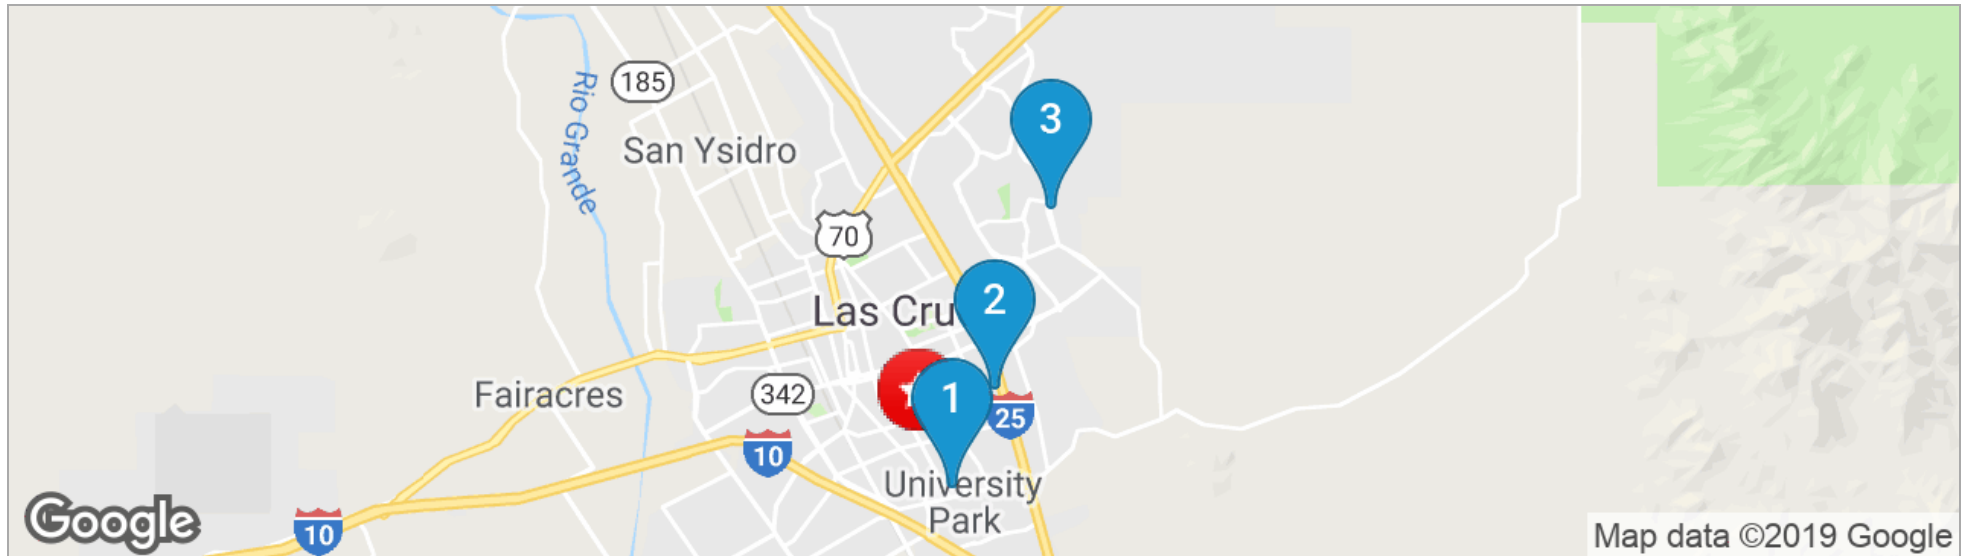 185
Rio Grande
San Ysidro
3
70
2
Las Cru
1
Fairacres
342
25
10
University
Park
Google
10
Map data ©2019 Google